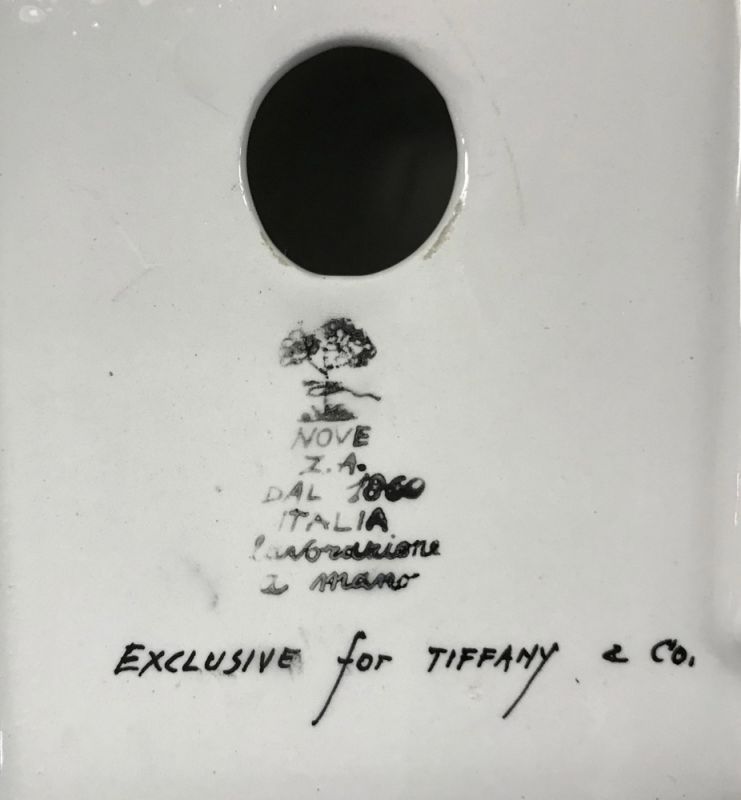 NOVE
Z.A.
DAL 1860
ITALIA
lavorazione
a mano
EXCLUSIVE for TIFFANY & Co.